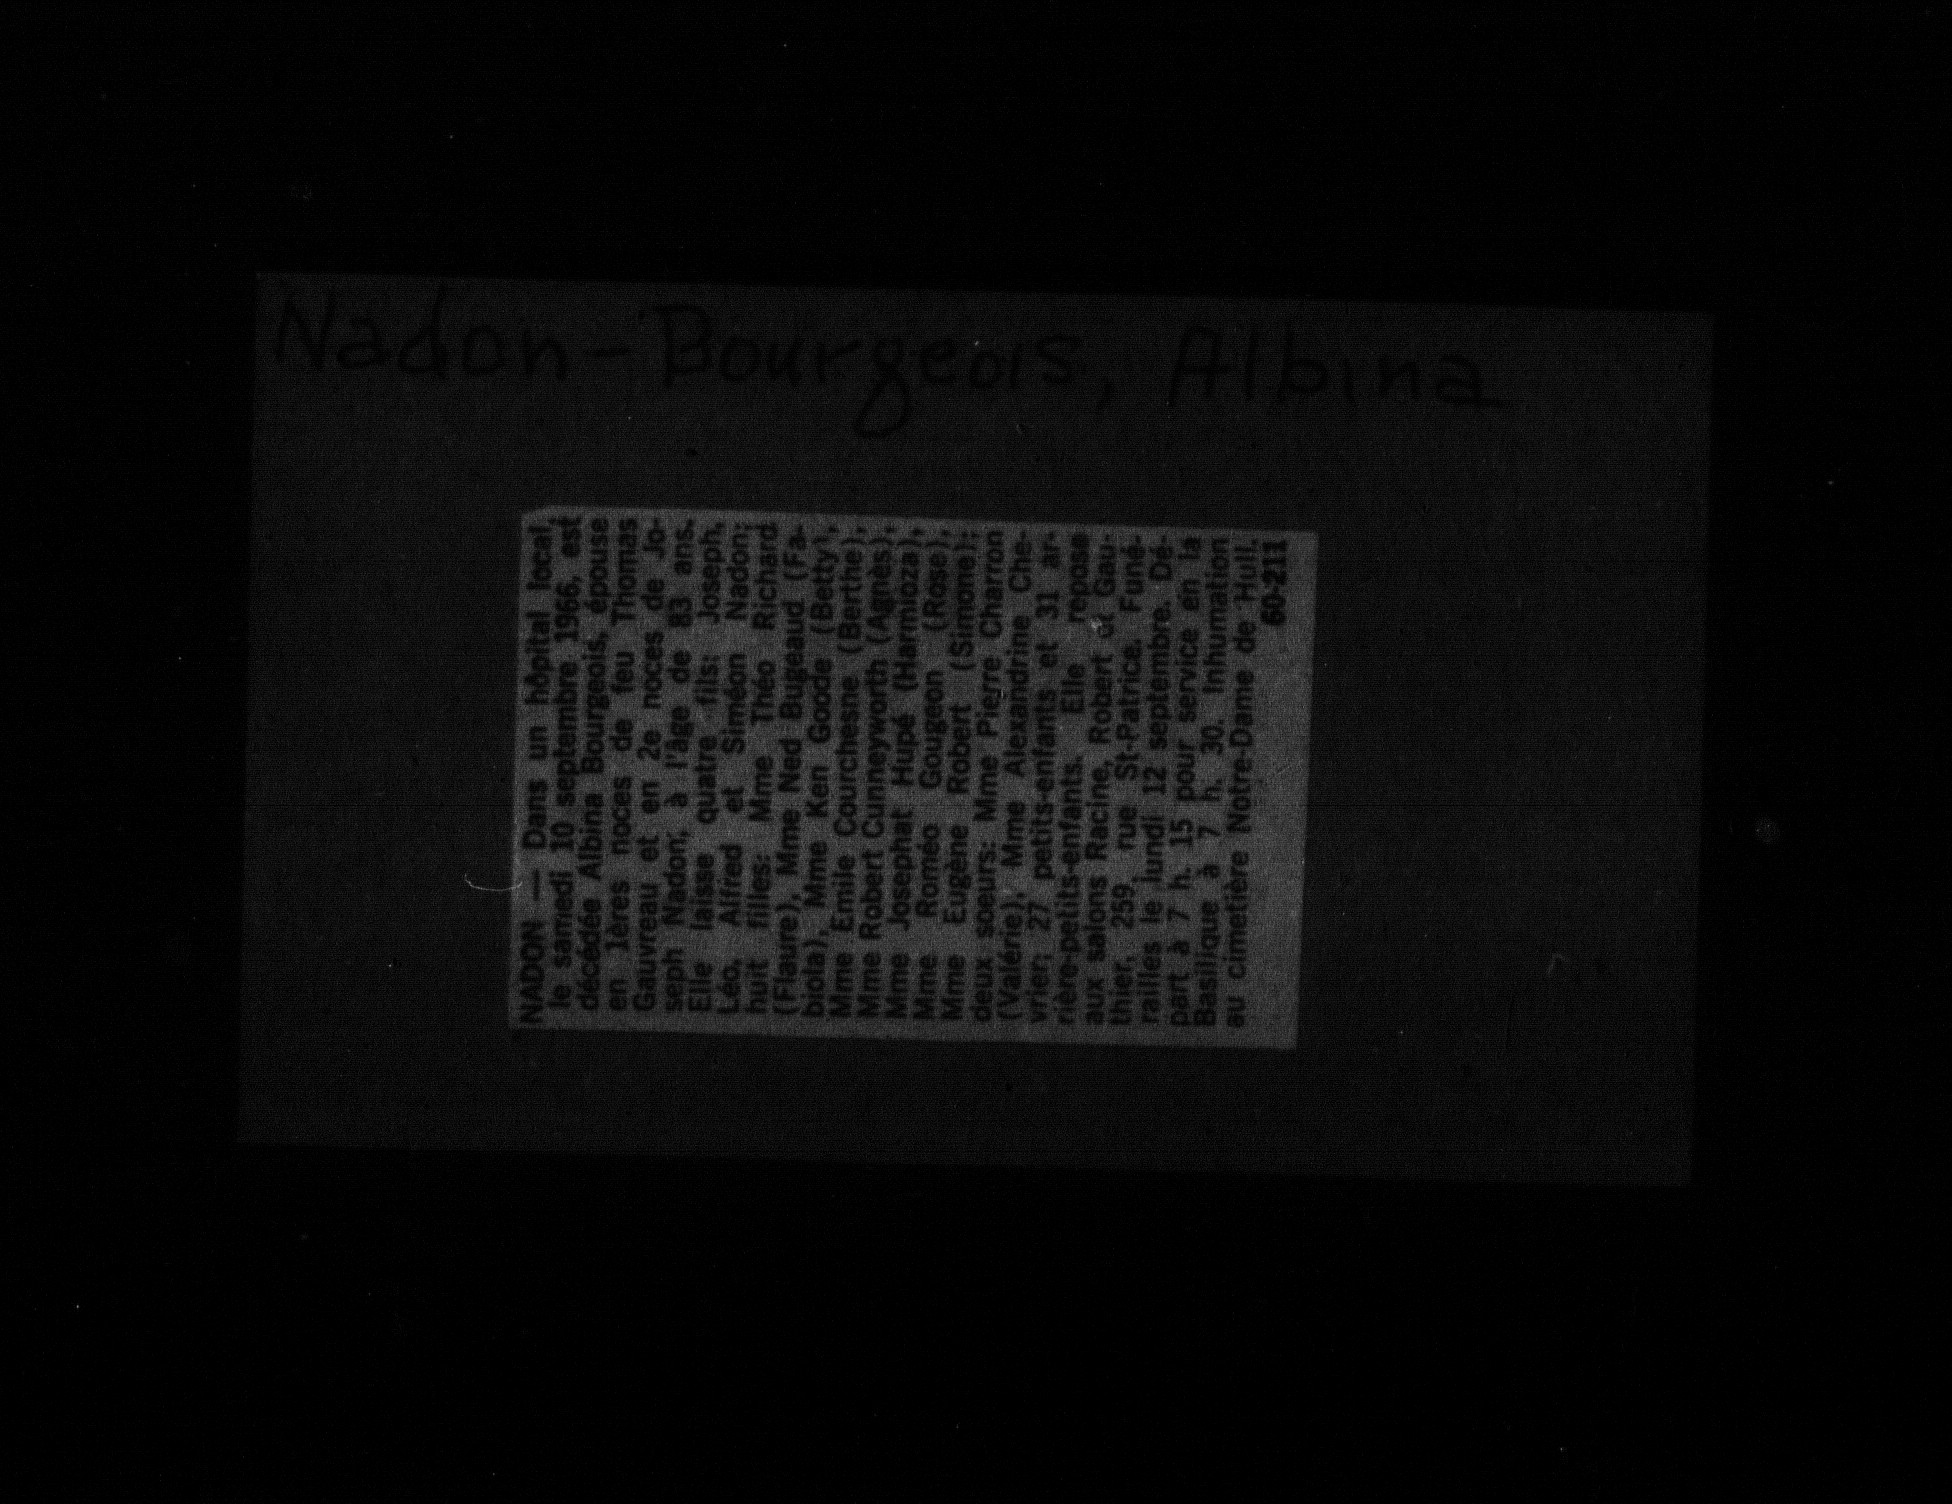 Nadon-Bourgeois, Albina
NADON — Dans un hôpital local,
le samedi 10 septembre 1966, est
décédée Albina Bourgeois, épouse
en 1ères noces de feu Thomas
Gauvreau et en 2e noces de Jo-
seph Nadon, à l'âge de 83 ans.
Elle laisse quatre fils: Joseph,
Léo, Alfred et Siméon Nadon;
huit filles: Mme Théo Richard
(Flaure), Mme Ned Bugeaud (Fa-
biola), Mme Ken Goode (Betty),
Mme Emile Courchesne (Berthe),
Mme Robert Cunneyworth (Agnès),
Mme Josephat Hupé (Harmioza),
Mme Roméo Gougeon (Rose),
Mme Eugène Robert (Simone);
deux soeurs: Mme Pierre Charron
(Valérie), Mme Alexandrine Che-
vrier; 27 petits-enfants et 31 ar-
rière-petits-enfants. Elle repose
aux salons Racine, Robert et Gau-
thier, 259, rue St-Patrice. Funé-
railles le lundi 12 septembre. Dé-
part à 7 h. 15 pour service en la
Basilique à 7 h. 30. Inhumation
au cimetière Notre-Dame de Hull.
60-211